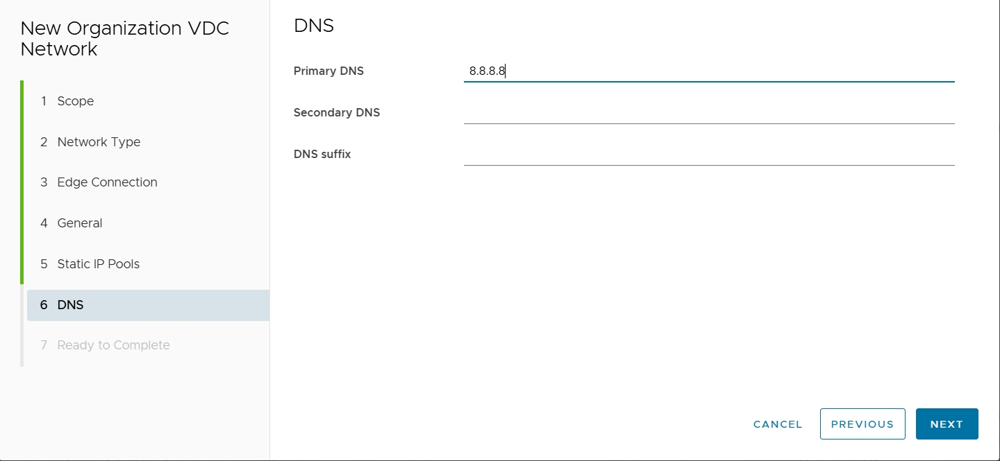 New Organization VDC
Network
1 Scope
2 Network Type
3 Edge Connection
4 General
5 Static IP Pools
6 DNS
7 Ready to Complete
DNS
Primary DNS 8.8.8.8
Secondary DNS
DNS suffix
CANCEL PREVIOUS NEXT